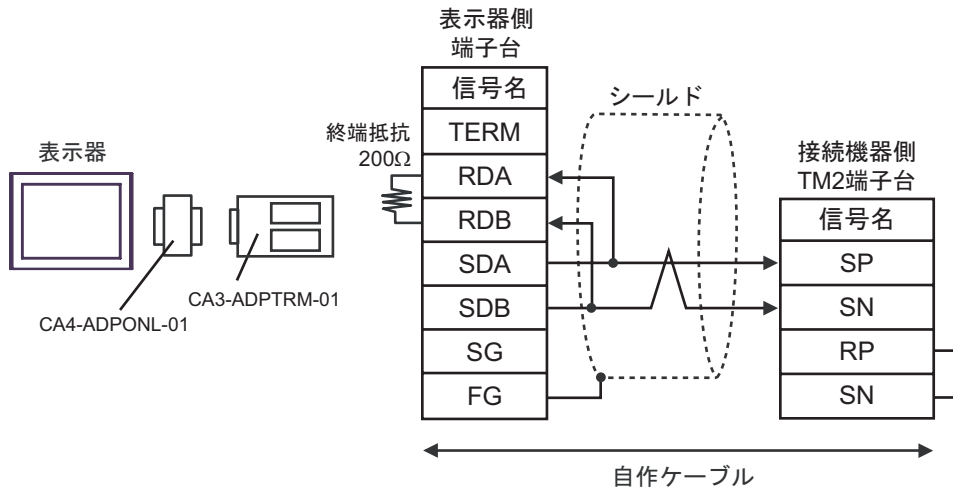 表示器
CA4-ADPONL-01
CA3-ADPTRM-01
終端抵抗
200Ω
表示器側
端子台
信号名
TERM
RDA
RDB
SDA
SDB
SG
FG
シールド
接続機器側
TM2端子台
信号名
SP
SN
RP
SN
自作ケーブル